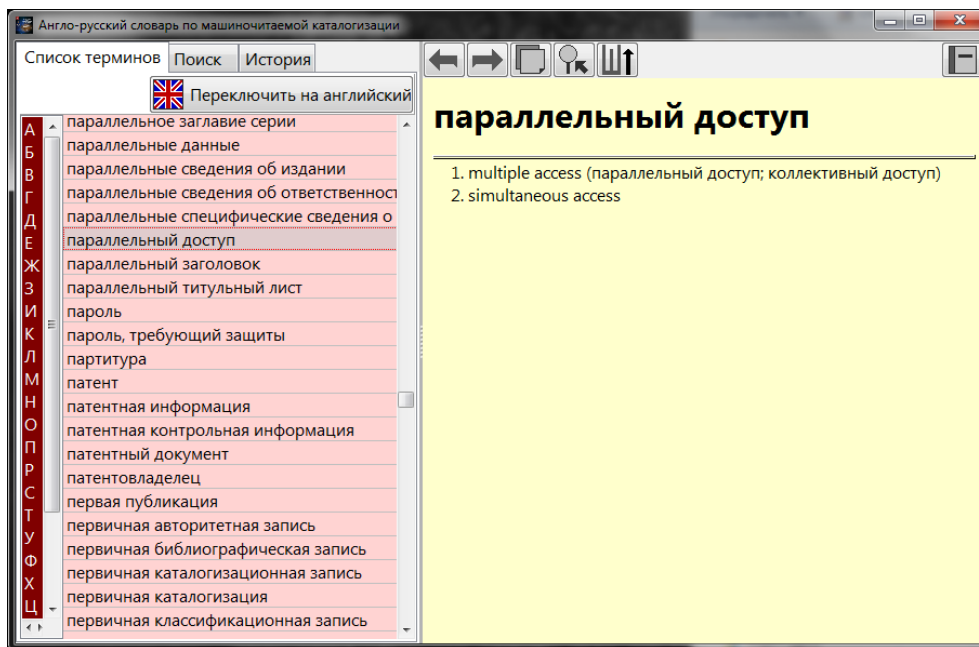 Англо-русский словарь по машиночитаемой каталогизации
Список терминов
Поиск
История
Переключить на английский
А
Б
В
Г
Д
Е
Ж
З
И
К
Л
М
Н
О
П
Р
С
Т
У
Ф
Х
Ц
параллельное заглавие серии
параллельные данные
параллельные сведения об издании
параллельные сведения об ответственност
параллельные специфические сведения о
параллельный доступ
параллельный заголовок
параллельный титульный лист
пароль
пароль, требующий защиты
партитура
патент
патентная информация
патентная контрольная информация
патентный документ
патентовладелец
первая публикация
первичная авторитетная запись
первичная библиографическая запись
первичная каталогизационная запись
первичная каталогизация
первичная классификационная запись
параллельный доступ
1. multiple access (параллельный доступ; коллективный доступ)
2. simultaneous access